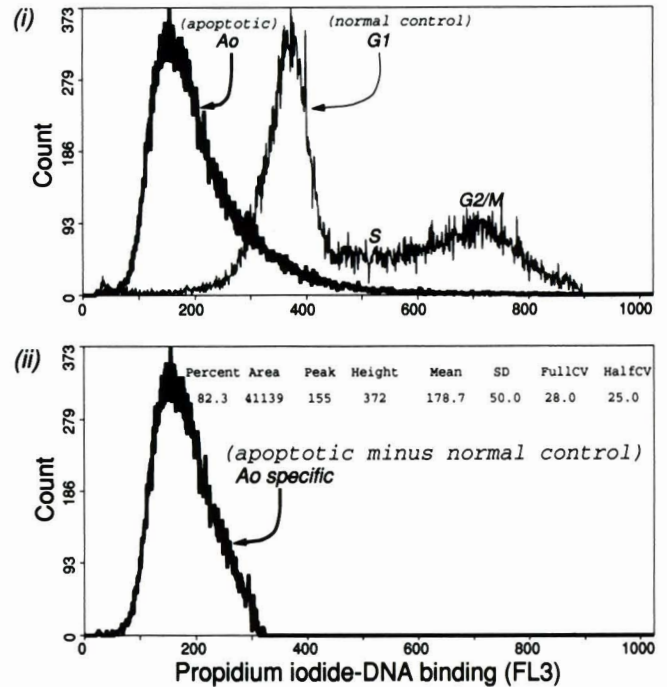 (i)
373
279
186
93
0
Count
(apoptotic)
Ao
(normal control)
G1
S
G2/M
0 200 400 600 800 1000
(ii)
373
279
186
93
0
Count
Percent Area Peak Height Mean SD FullCV HalfCV
82.3 41139 155 372 178.7 50.0 28.0 25.0
(apoptotic minus normal control)
Ao specific
0 200 400 600 800 1000
Propidium iodide-DNA binding (FL3)